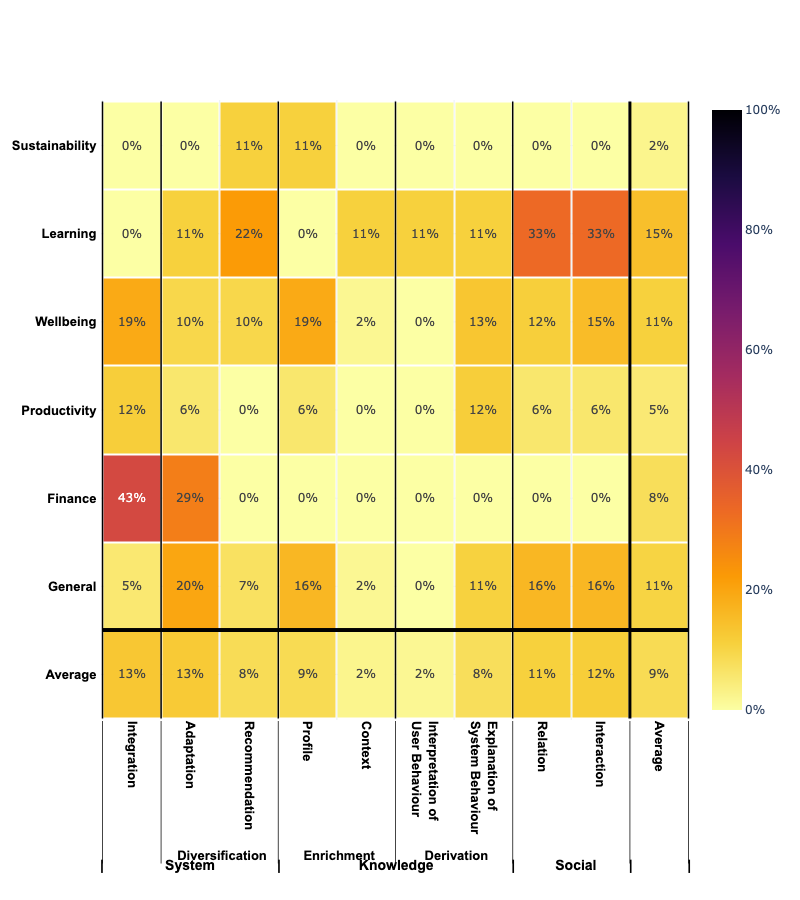 100%
80%
60%
40%
20%
0%
Sustainability 0% 0% 11% 11% 0% 0% 0% 0% 0% 2%
Learning 0% 11% 22% 0% 11% 11% 11% 33% 33% 15%
Wellbeing 19% 10% 10% 19% 2% 0% 13% 12% 15% 11%
Productivity 12% 6% 0% 6% 0% 0% 12% 6% 6% 5%
Finance 43% 29% 0% 0% 0% 0% 0% 0% 0% 8%
General 5% 20% 7% 16% 2% 0% 11% 16% 16% 11%
Average 13% 13% 8% 9% 2% 2% 8% 11% 12% 9%
Integration
Adaptation
Recommendation
Profile
Context
Interpretation of
User Behaviour
Explanation of
System Behaviour
Relation
Interaction
Average
Diversification Enrichment Derivation
System Knowledge Social